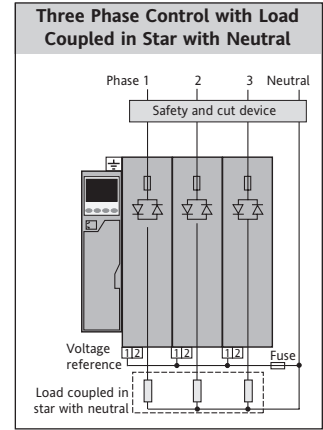 Three Phase Control with Load
Coupled in Star with Neutral
Phase 1 2 3 Neutral
Safety and cut device
Voltage
reference
1 2 1 2 1 2
Fuse
Load coupled in
star with neutral